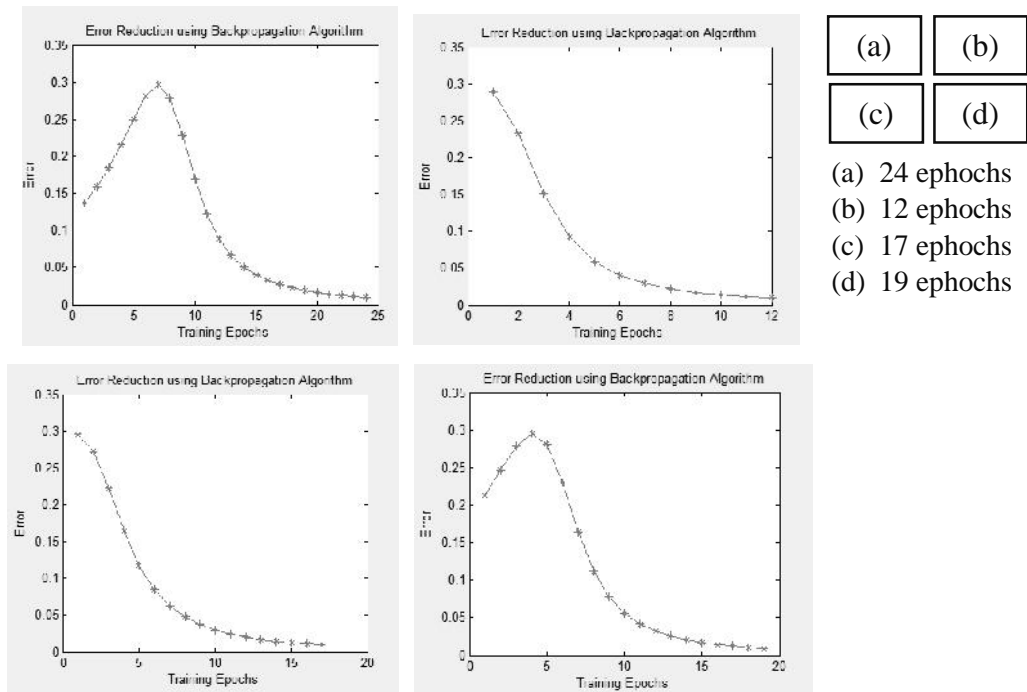 Error Reduction using Backpropagation Algorithm
0.35
0.3
0.25
0.2
0.15
0.1
0.05
0
Error
0 5 10 15 20 25
Training Epochs
Error Reduction using Backpropagation Algorithm
0.35
0.3
0.25
0.2
0.15
0.1
0.05
0
Error
0 2 4 6 8 10 12
Training Epochs
(a) (b)
(c) (d)
(a) 24 ephochs
(b) 12 ephochs
(c) 17 ephochs
(d) 19 ephochs
Error Reduction using Backpropagation Algorithm
0.35
0.3
0.25
0.2
0.15
0.1
0.05
0
Error
0 5 10 15 20
Training Epochs
Error Reduction using Backpropagation Algorithm
0.35
0.3
0.25
0.2
0.15
0.1
0.05
0
Error
0 5 10 15 20
Training Epochs